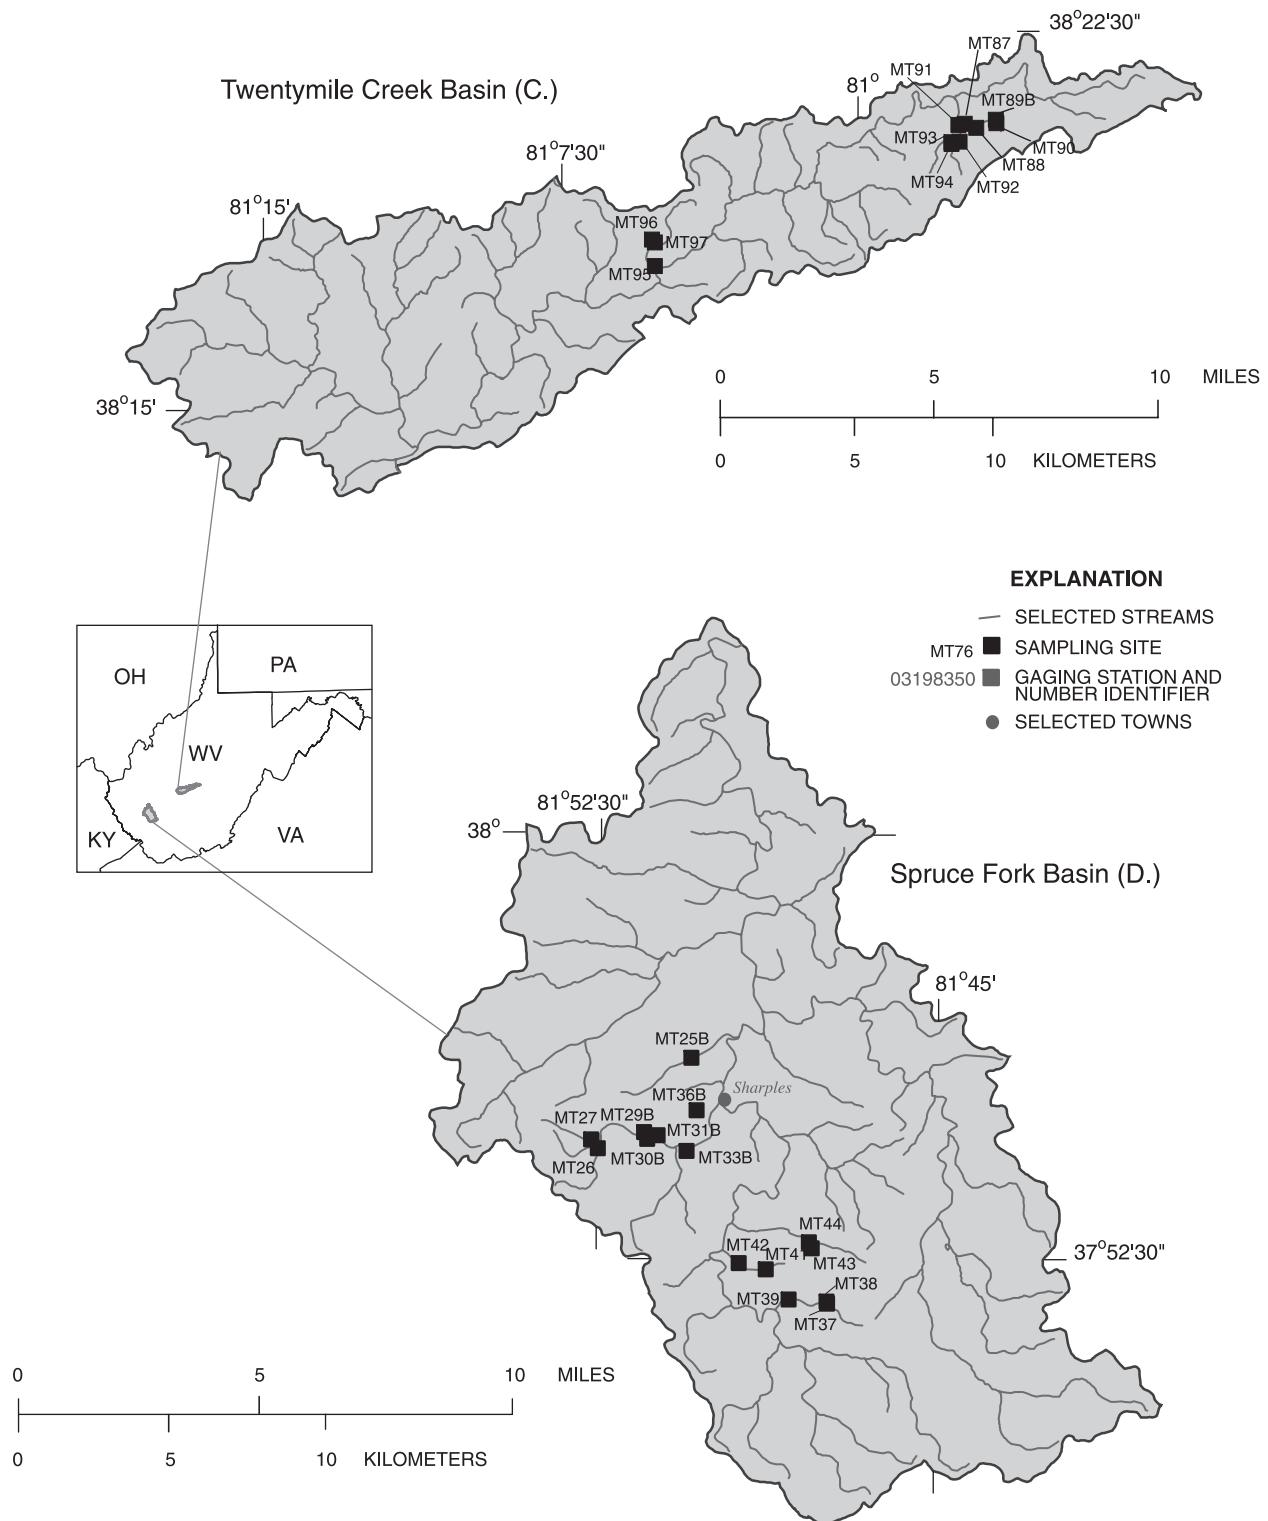 38°22'30"
MT87
MT91
81°
Twentymile Creek Basin (C.)
MT89B
MT93
MT90
81°7'30"
MT88
MT94
MT92
81°15'
MT96
MT97
MT95
0 5 10 MILES
38°15'
0 5 10 KILOMETERS
EXPLANATION
SELECTED STREAMS
MT76 SAMPLING SITE
03198350 GAGING STATION AND
NUMBER IDENTIFIER
SELECTED TOWNS
OH
PA
WV
KY
VA
81°52'30"
38°
Spruce Fork Basin (D.)
81°45'
MT25B
Sharples
MT36B
MT27
MT29B
MT31B
MT30B
MT33B
MT26
MT44
MT42
MT41
MT43
37°52'30"
MT38
MT39
MT37
0 5 10 MILES
0 5 10 KILOMETERS